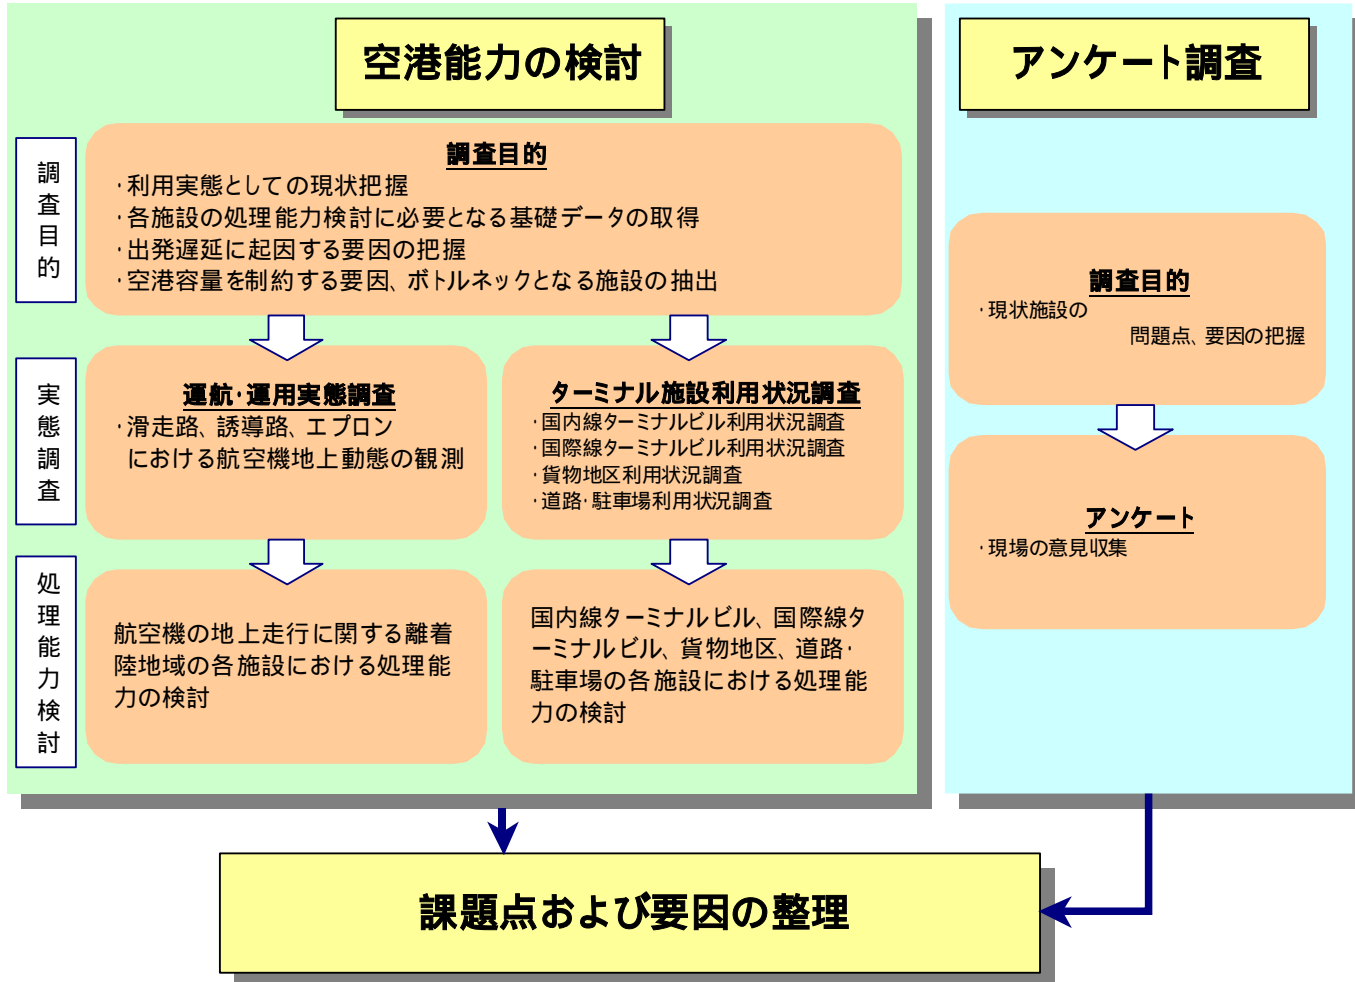 空港能力の検討
調査目的
調査目的
・利用実態としての現状把握
・各施設の処理能力検討に必要となる基礎データの取得
・出発遅延に起因する要因の把握
・空港容量を制約する要因、ボトルネックとなる施設の抽出
実態調査
運航・運用実態調査
・滑走路、誘導路、エプロン
における航空機地上動態の観測
ターミナル施設利用状況調査
・国内線ターミナルビル利用状況調査
・国際線ターミナルビル利用状況調査
・貨物地区利用状況調査
・道路・駐車場利用状況調査
処理能力検討
航空機の地上走行に関する離着
陸地域の各施設における処理能
力の検討
国内線ターミナルビル、国際線タ
ーミナルビル、貨物地区、道路・
駐車場の各施設における処理能
力の検討
アンケート調査
調査目的
・現状施設の
問題点、要因の把握
アンケート
・現場の意見収集
課題点および要因の整理